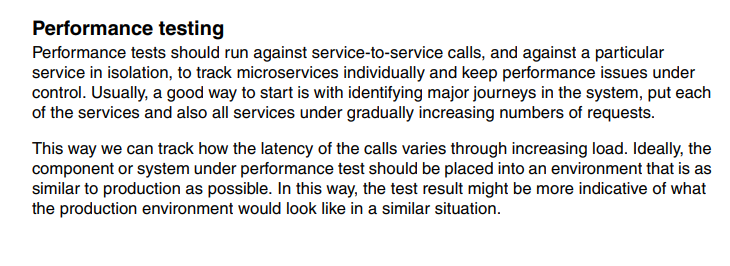 Performance testing
Performance tests should run against service-to-service calls, and against a particular
service in isolation, to track microservices individually and keep performance issues under
control. Usually, a good way to start is with identifying major journeys in the system, put each
of the services and also all services under gradually increasing numbers of requests.
This way we can track how the latency of the calls varies through increasing load. Ideally, the
component or system under performance test should be placed into an environment that is as
similar to production as possible. In this way, the test result might be more indicative of what
the production environment would look like in a similar situation.